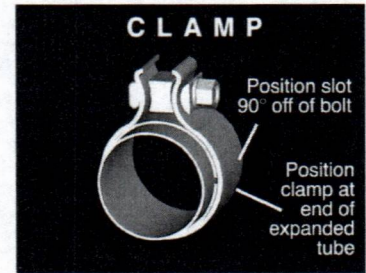 CLAMP
Position slot
90° off of bolt
Position
clamp at
end of
expanded
tube